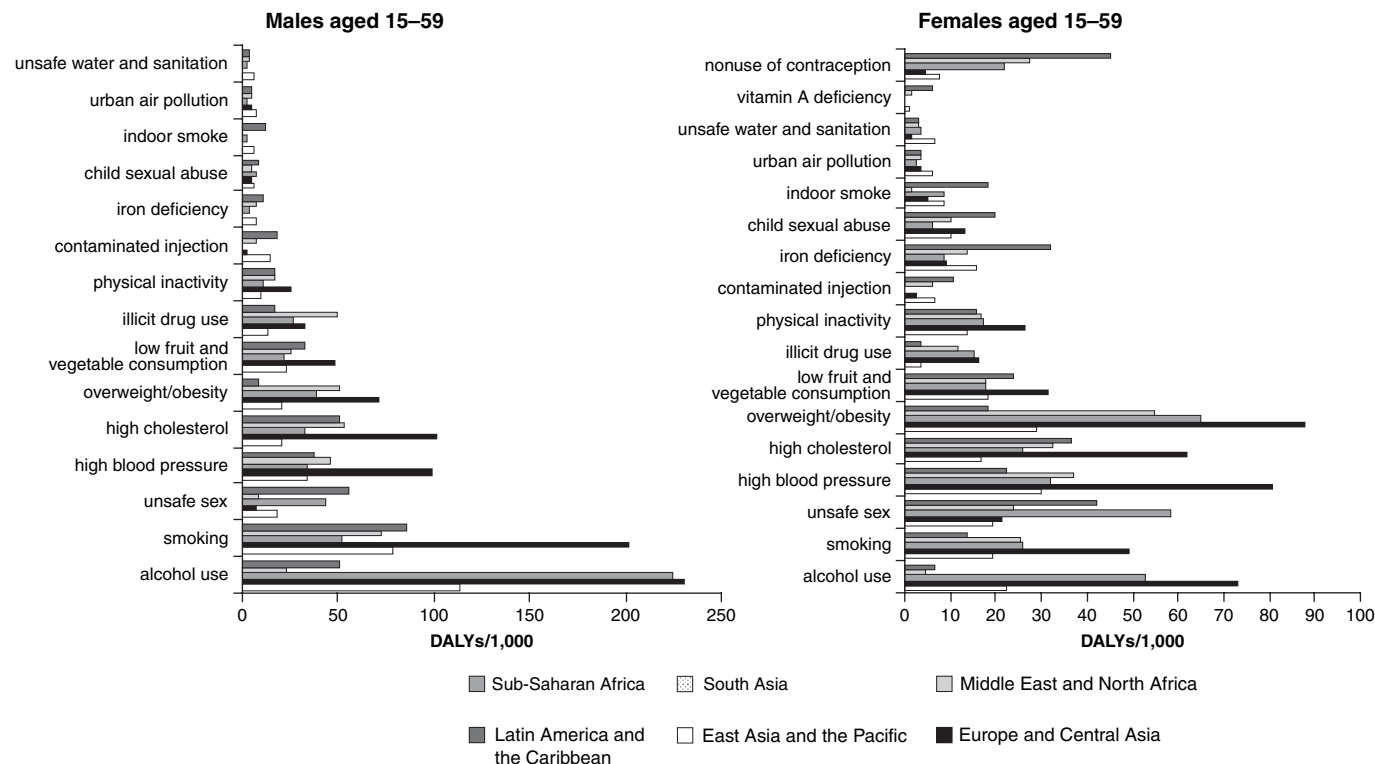 Males aged 15–59
unsafe water and sanitation
urban air pollution
indoor smoke
child sexual abuse
iron deficiency
contaminated injection
physical inactivity
illicit drug use
low fruit and
vegetable consumption
overweight/obesity
high cholesterol
high blood pressure
unsafe sex
smoking
alcohol use
0 50 100 150 200 250
DALYs/1,000
Females aged 15–59
nonuse of contraception
vitamin A deficiency
unsafe water and sanitation
urban air pollution
indoor smoke
child sexual abuse
iron deficiency
contaminated injection
physical inactivity
illicit drug use
low fruit and
vegetable consumption
overweight/obesity
high cholesterol
high blood pressure
unsafe sex
smoking
alcohol use
0 10 20 30 40 50 60 70 80 90 100
DALYs/1,000
Sub-Saharan Africa
South Asia
Middle East and North Africa
Latin America and
the Caribbean
East Asia and the Pacific
Europe and Central Asia